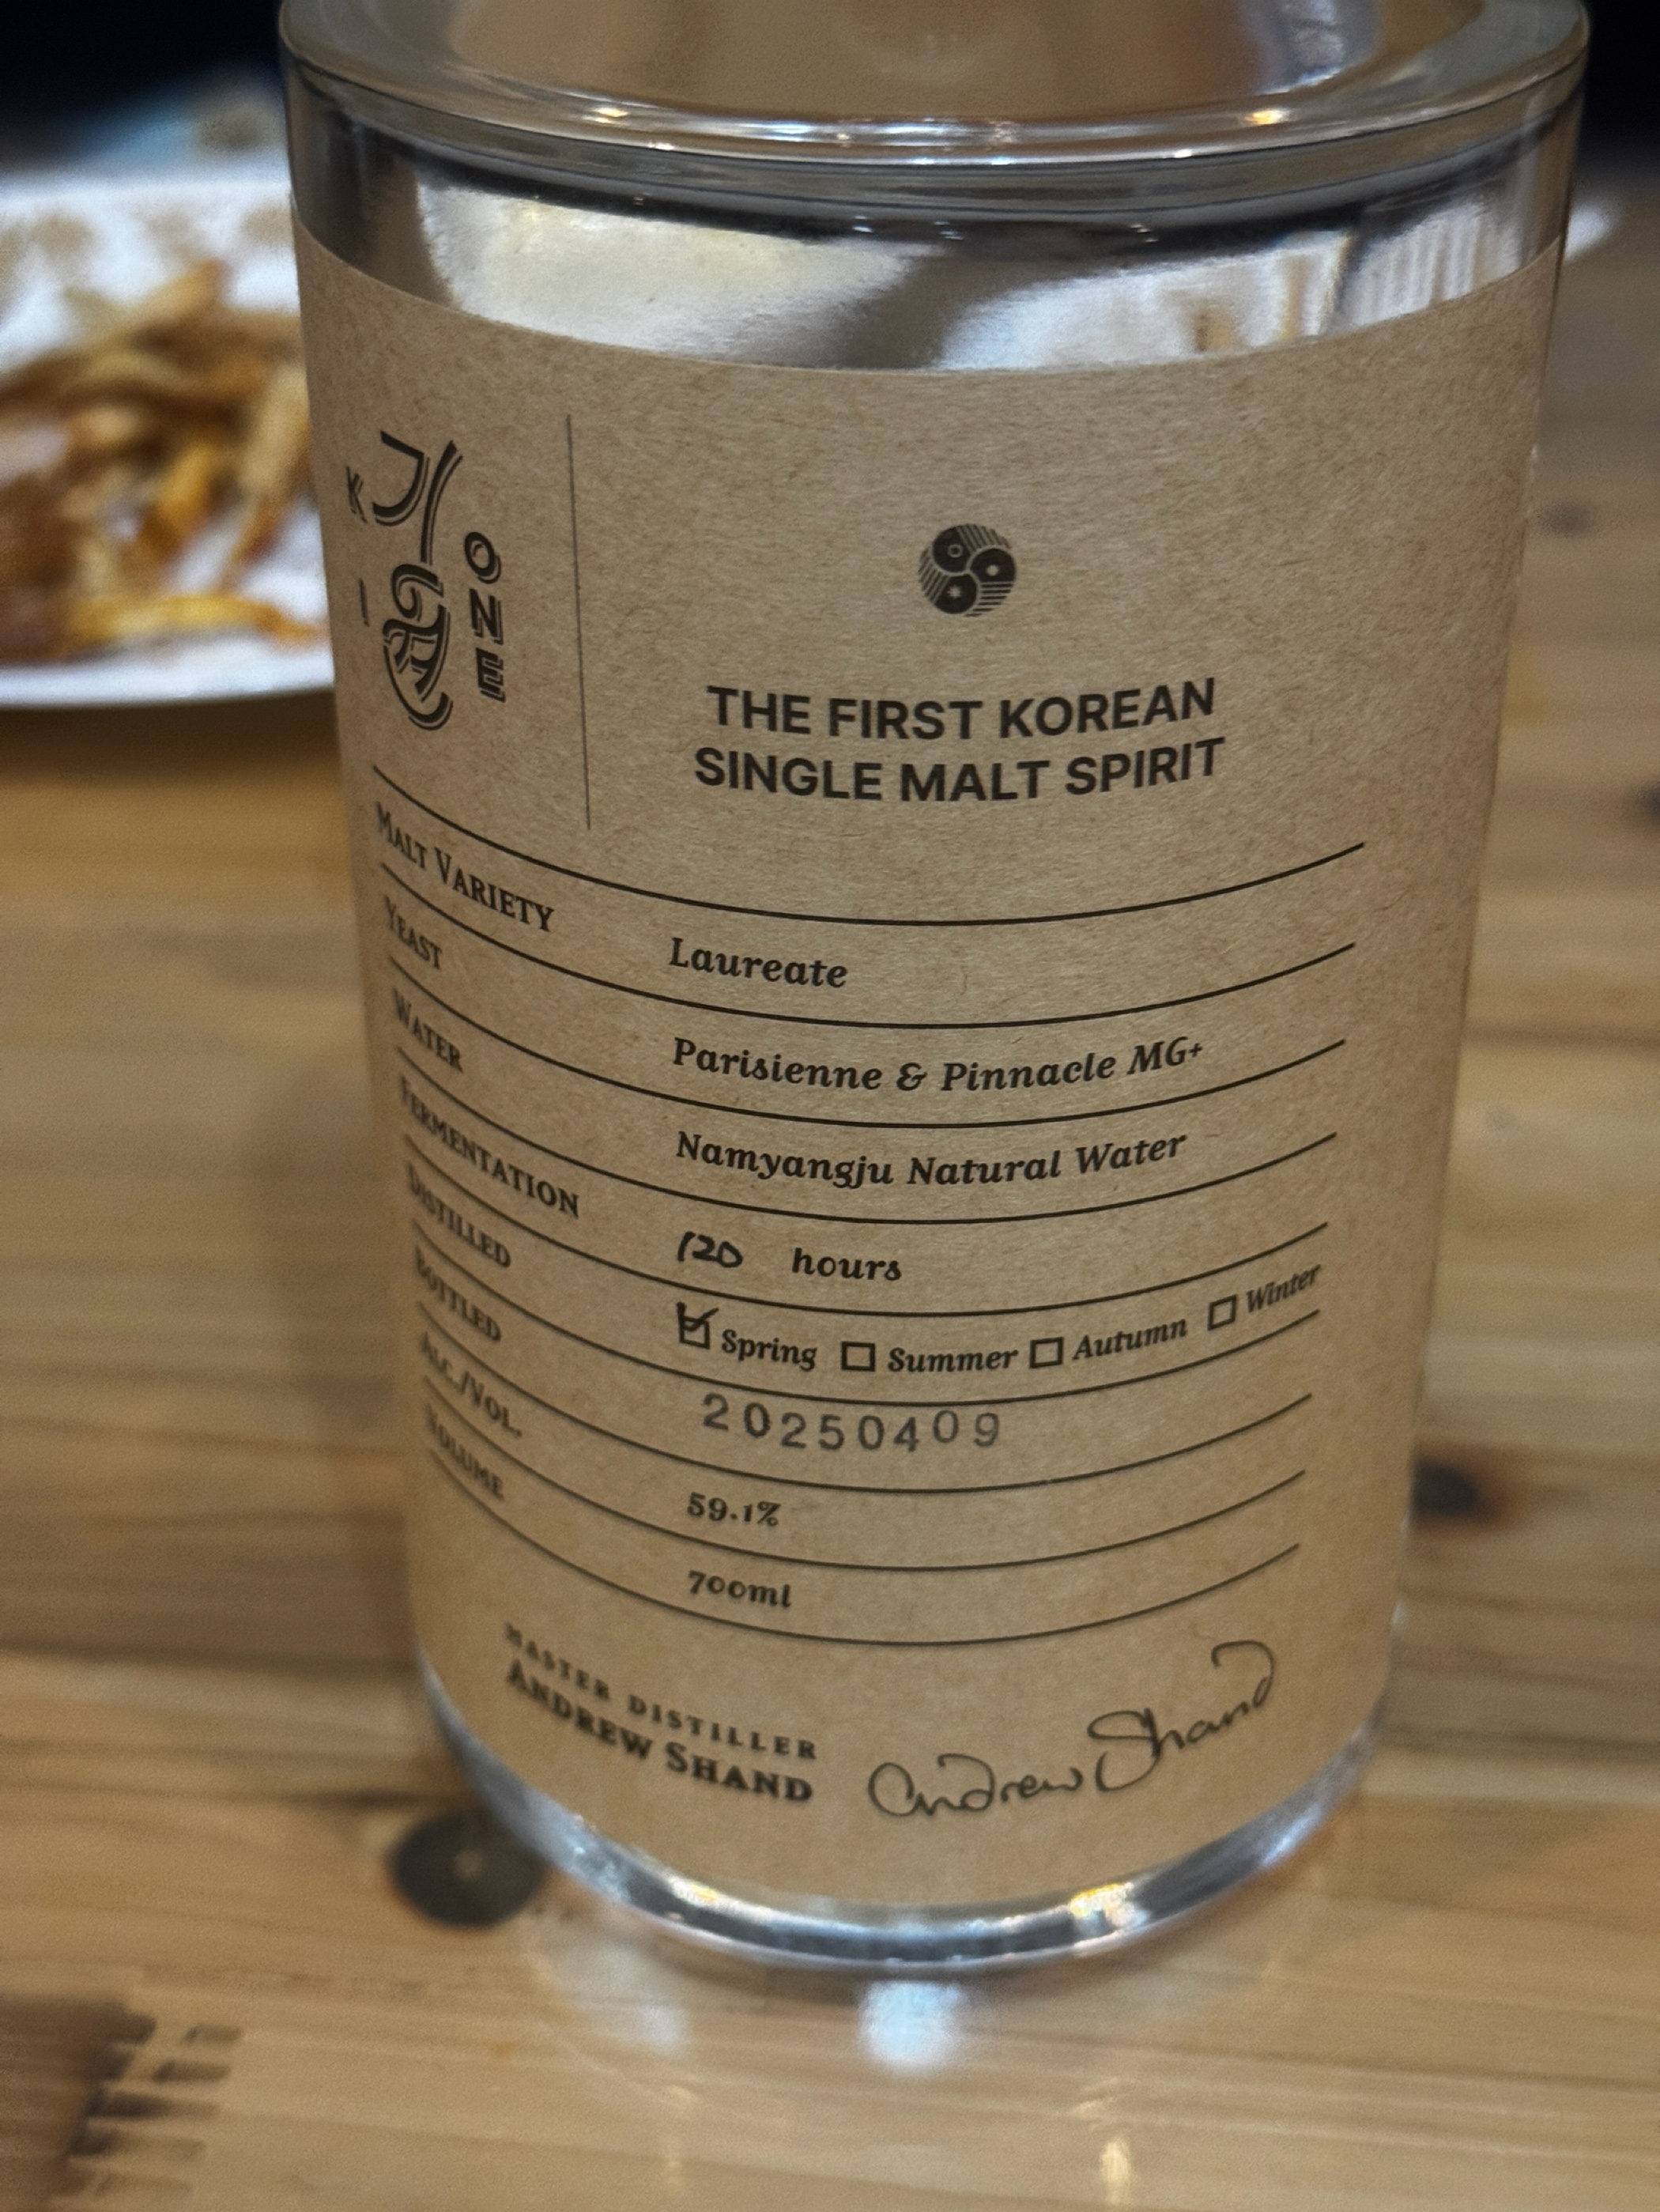 기원
KI
ONE
THE FIRST KOREAN
SINGLE MALT SPIRIT
MALT VARIETY Laureate
YEAST Parisienne & Pinnacle MG+
WATER Namyangju Natural Water
FERMENTATION 120 hours
DISTILLED ☑ Spring ☐ Summer ☐ Autumn ☐ Winter
BOTTLED 20250409
ALC./VOL. 59.1%
VOLUME 700ml
MASTER DISTILLER
ANDREW SHAND
Andrew Shand